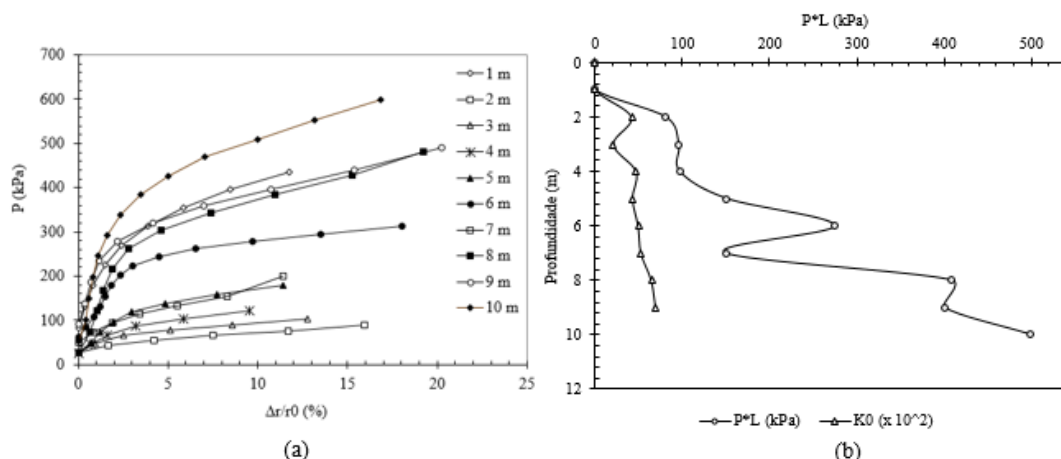 P*L (kPa)
0 100 200 300 400 500
700
600
500
400
300
200
100
0
P (kPa)
1 m
2 m
3 m
4 m
5 m
6 m
7 m
8 m
9 m
10 m
0 5 10 15 20 25
Δr/r0 (%)
(a)
0
2
4
6
8
10
12
Profundidade (m)
P*L (kPa) K0 (x 10^2)
(b)